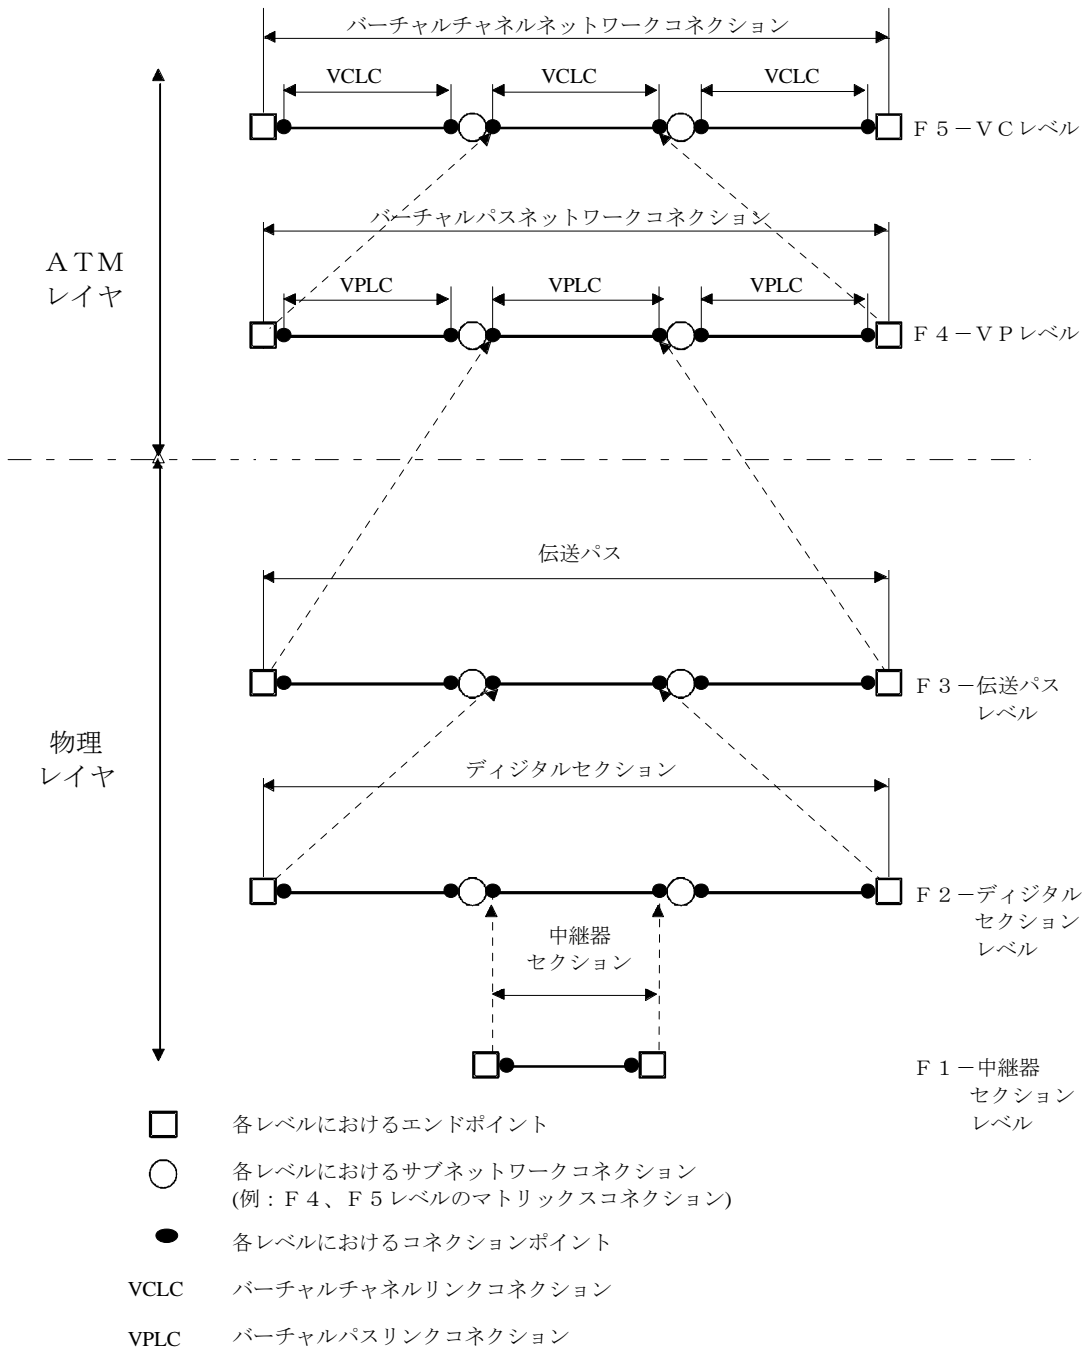 バーチャルチャネルネットワークコネクション
VCLC VCLC VCLC
F5-VCレベル
バーチャルパスネットワークコネクション
ATM
レイヤ
VPLC VPLC VPLC
F4-VPレベル
伝送パス
F3-伝送パス
レベル
物理
レイヤ
ディジタルセクション
F2-ディジタル
セクション
レベル
中継器
セクション
F1-中継器
セクション
レベル
各レベルにおけるエンドポイント
各レベルにおけるサブネットワークコネクション
(例：F4、F5レベルのマトリックスコネクション)
各レベルにおけるコネクションポイント
VCLC バーチャルチャネルリンクコネクション
VPLC バーチャルパスリンクコネクション